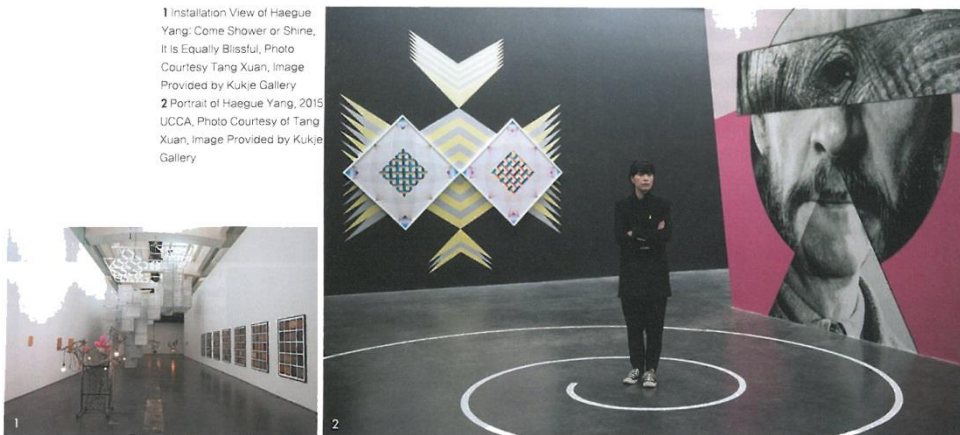 1 Installation View of Haegue
Yang: Come Shower or Shine,
It Is Equally Blissful, Photo
Courtesy Tang Xuan, Image
Provided by Kukje Gallery
2 Portrait of Haegue Yang, 2015
UCCA, Photo Courtesy of Tang
Xuan, Image Provided by Kukje
Gallery
1
2